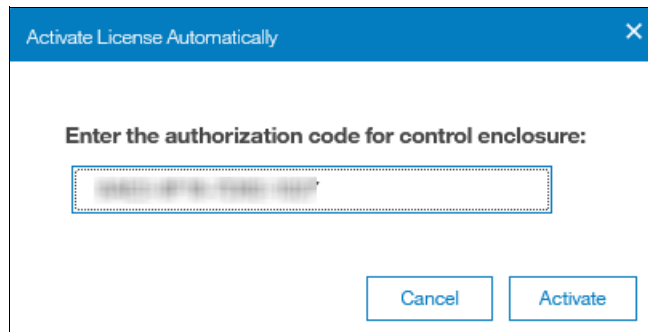 Activate License Automatically
Enter the authorization code for control enclosure:
Cancel
Activate